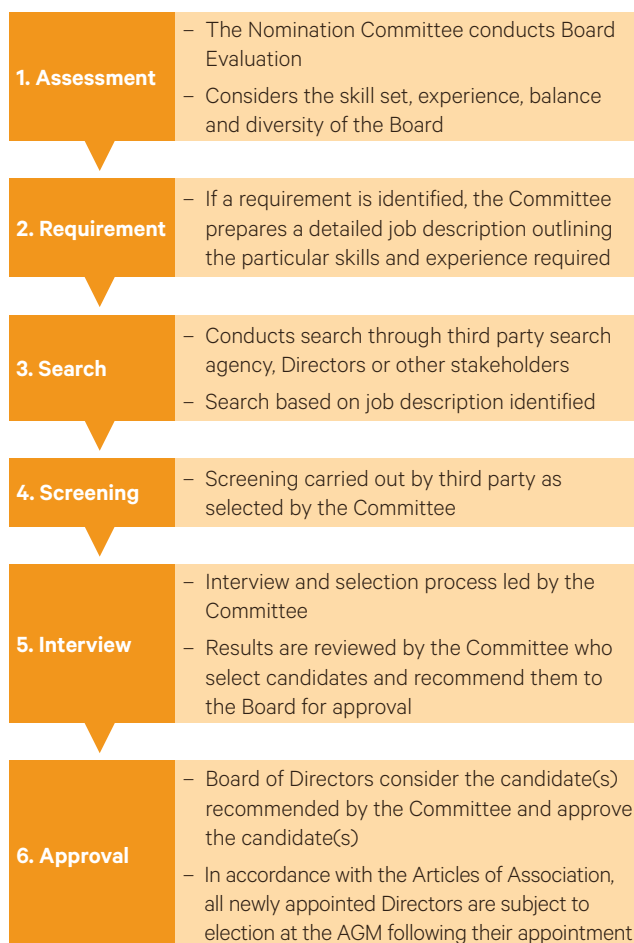 1. Assessment
– The Nomination Committee conducts Board
Evaluation
– Considers the skill set, experience, balance
and diversity of the Board
2. Requirement
– If a requirement is identified, the Committee
prepares a detailed job description outlining
the particular skills and experience required
3. Search
– Conducts search through third party search
agency, Directors or other stakeholders
– Search based on job description identified
4. Screening
– Screening carried out by third party as
selected by the Committee
5. Interview
– Interview and selection process led by the
Committee
– Results are reviewed by the Committee who
select candidates and recommend them to
the Board for approval
6. Approval
– Board of Directors consider the candidate(s)
recommended by the Committee and approve
the candidate(s)
– In accordance with the Articles of Association,
all newly appointed Directors are subject to
election at the AGM following their appointment